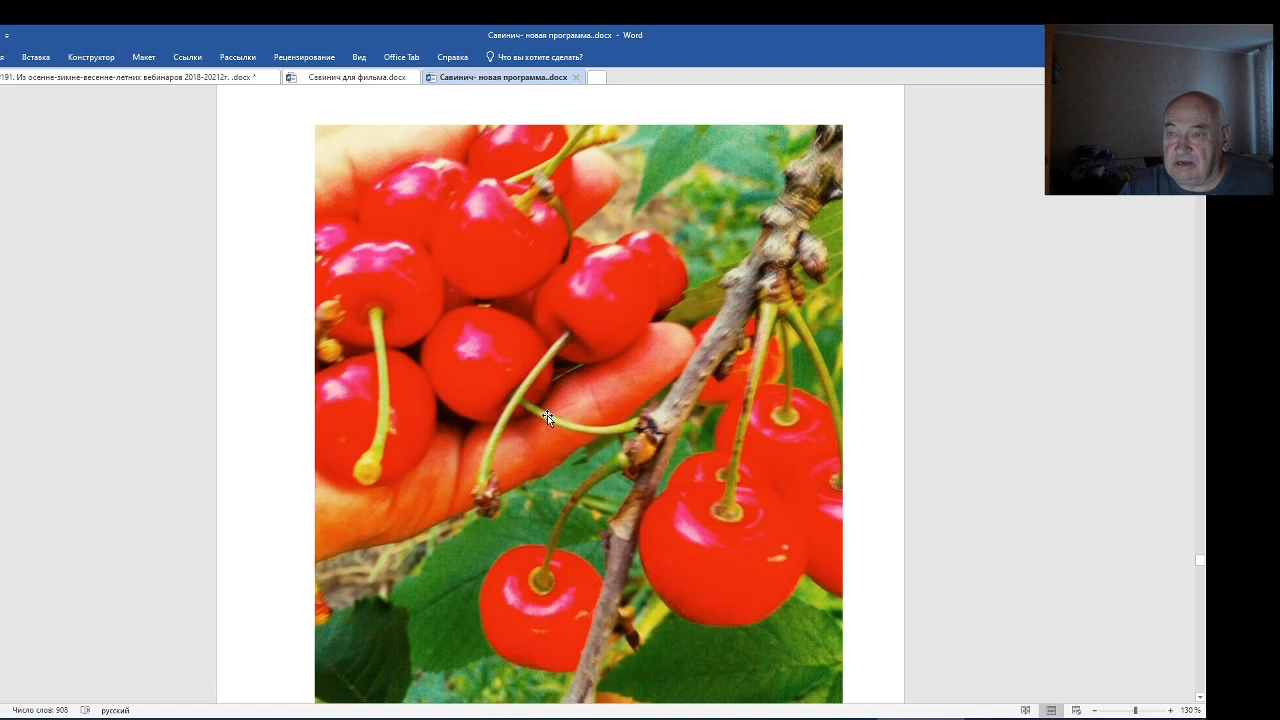 Савинич- новая программа..docx - Word
я Вставка Конструктор Макет Ссылки Рассылки Рецензирование Вид Office Tab Справка Что вы хотите сделать?
191. Из осенне-зимне-весенне-летних вебинаров 2018-20212г. .docx * Савинич для фильма.docx Савинич- новая программа..docx
Число слов: 908 русский 130 %